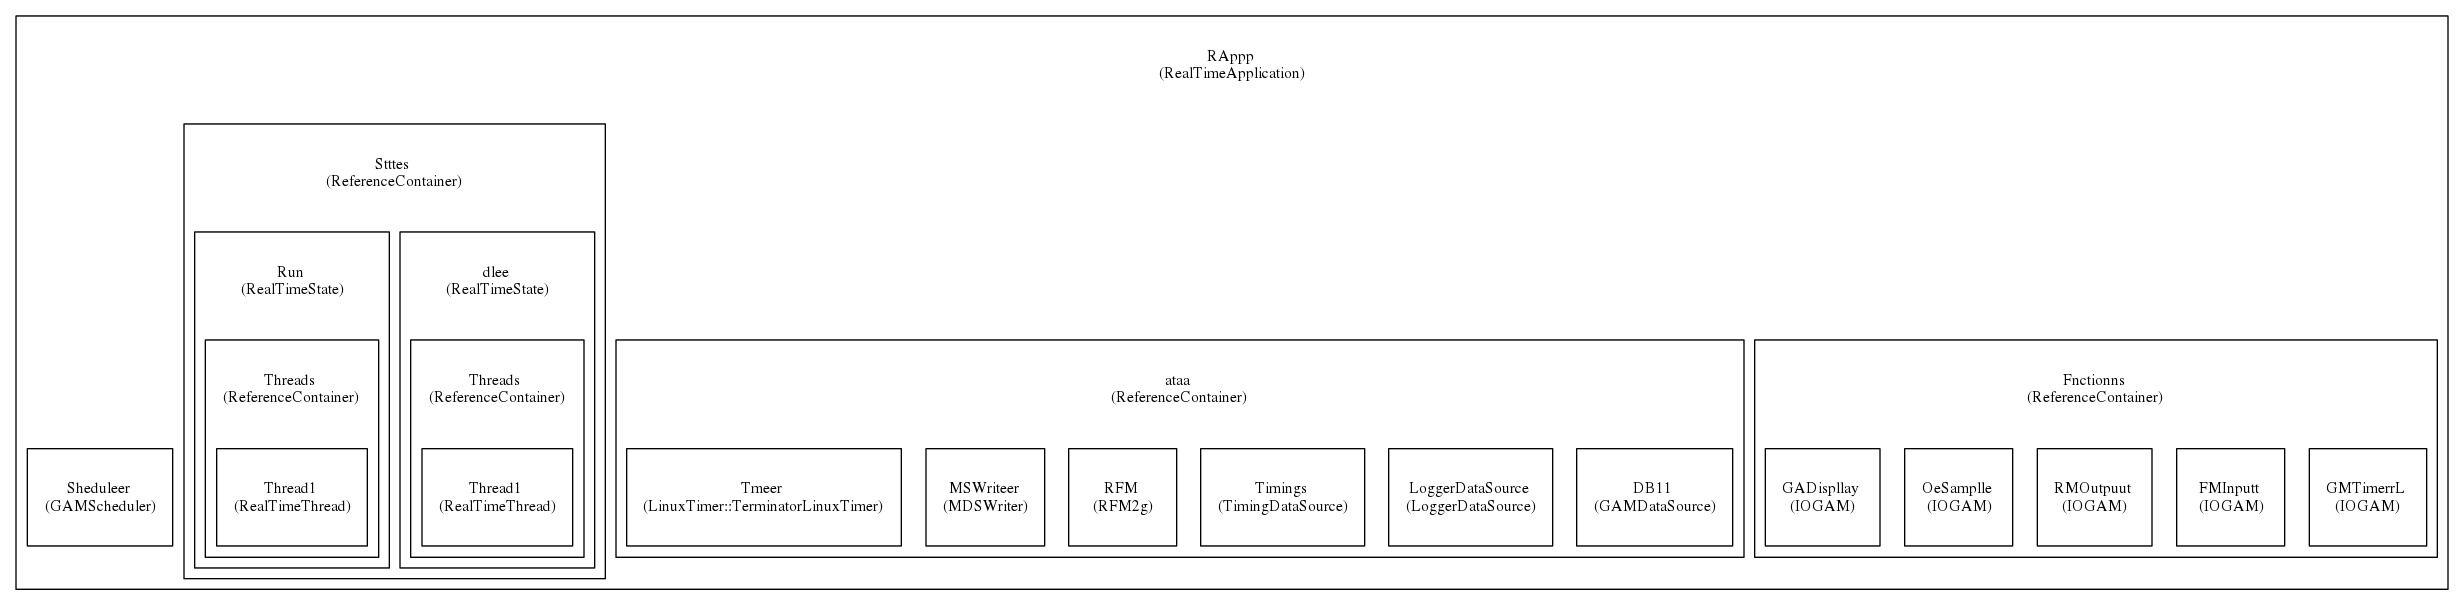 RAppp
(RealTimeApplication)
Stttes
(ReferenceContainer)
Run
(RealTimeState)
dlee
(RealTimeState)
Threads
(ReferenceContainer)
Threads
(ReferenceContainer)
ataa
(ReferenceContainer)
Fnctionns
(ReferenceContainer)
Sheduleer
(GAMScheduler)
Thread1
(RealTimeThread)
Thread1
(RealTimeThread)
Tmeer
(LinuxTimer::TerminatorLinuxTimer)
MSWriteer
(MDSWriter)
RFM
(RFM2g)
Timings
(TimingDataSource)
LoggerDataSource
(LoggerDataSource)
DB11
(GAMDataSource)
GADispllay
(IOGAM)
OeSamplle
(IOGAM)
RMOutpuut
(IOGAM)
FMInputt
(IOGAM)
GMTimerrL
(IOGAM)